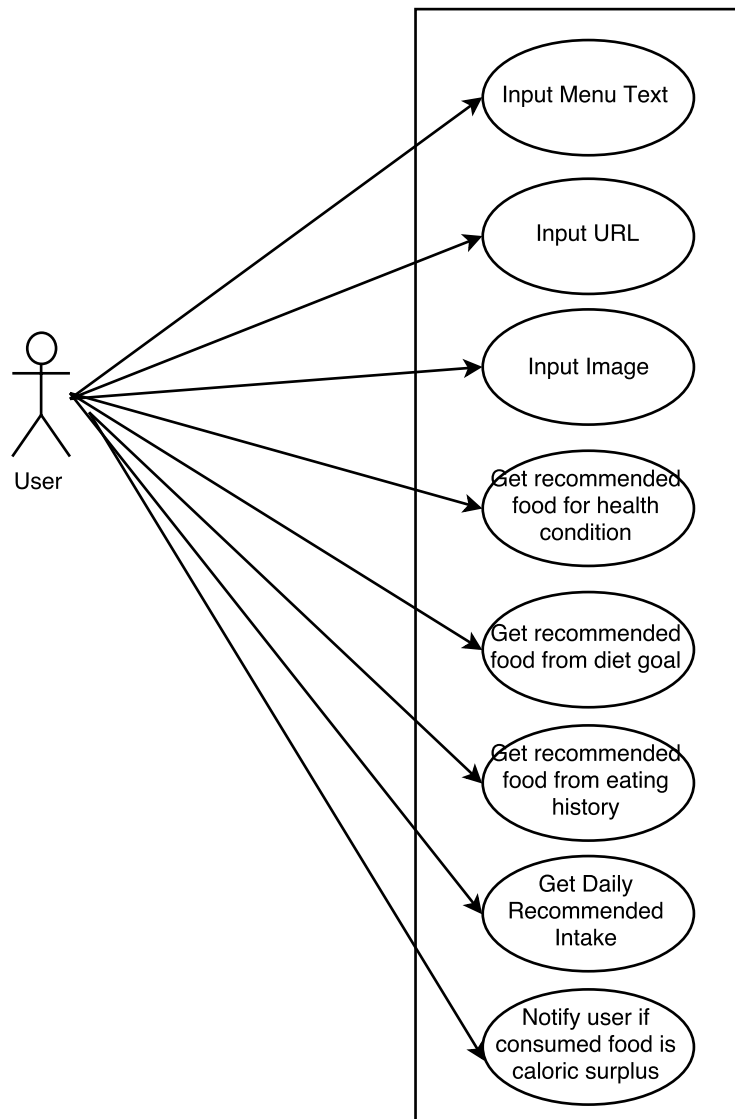 Input Menu Text
Input URL
Input Image
User
Get recommended
food for health
condition
Get recommended
food from diet goal
Get recommended
food from eating
history
Get Daily
Recommended
Intake
Notify user if
consumed food is
caloric surplus